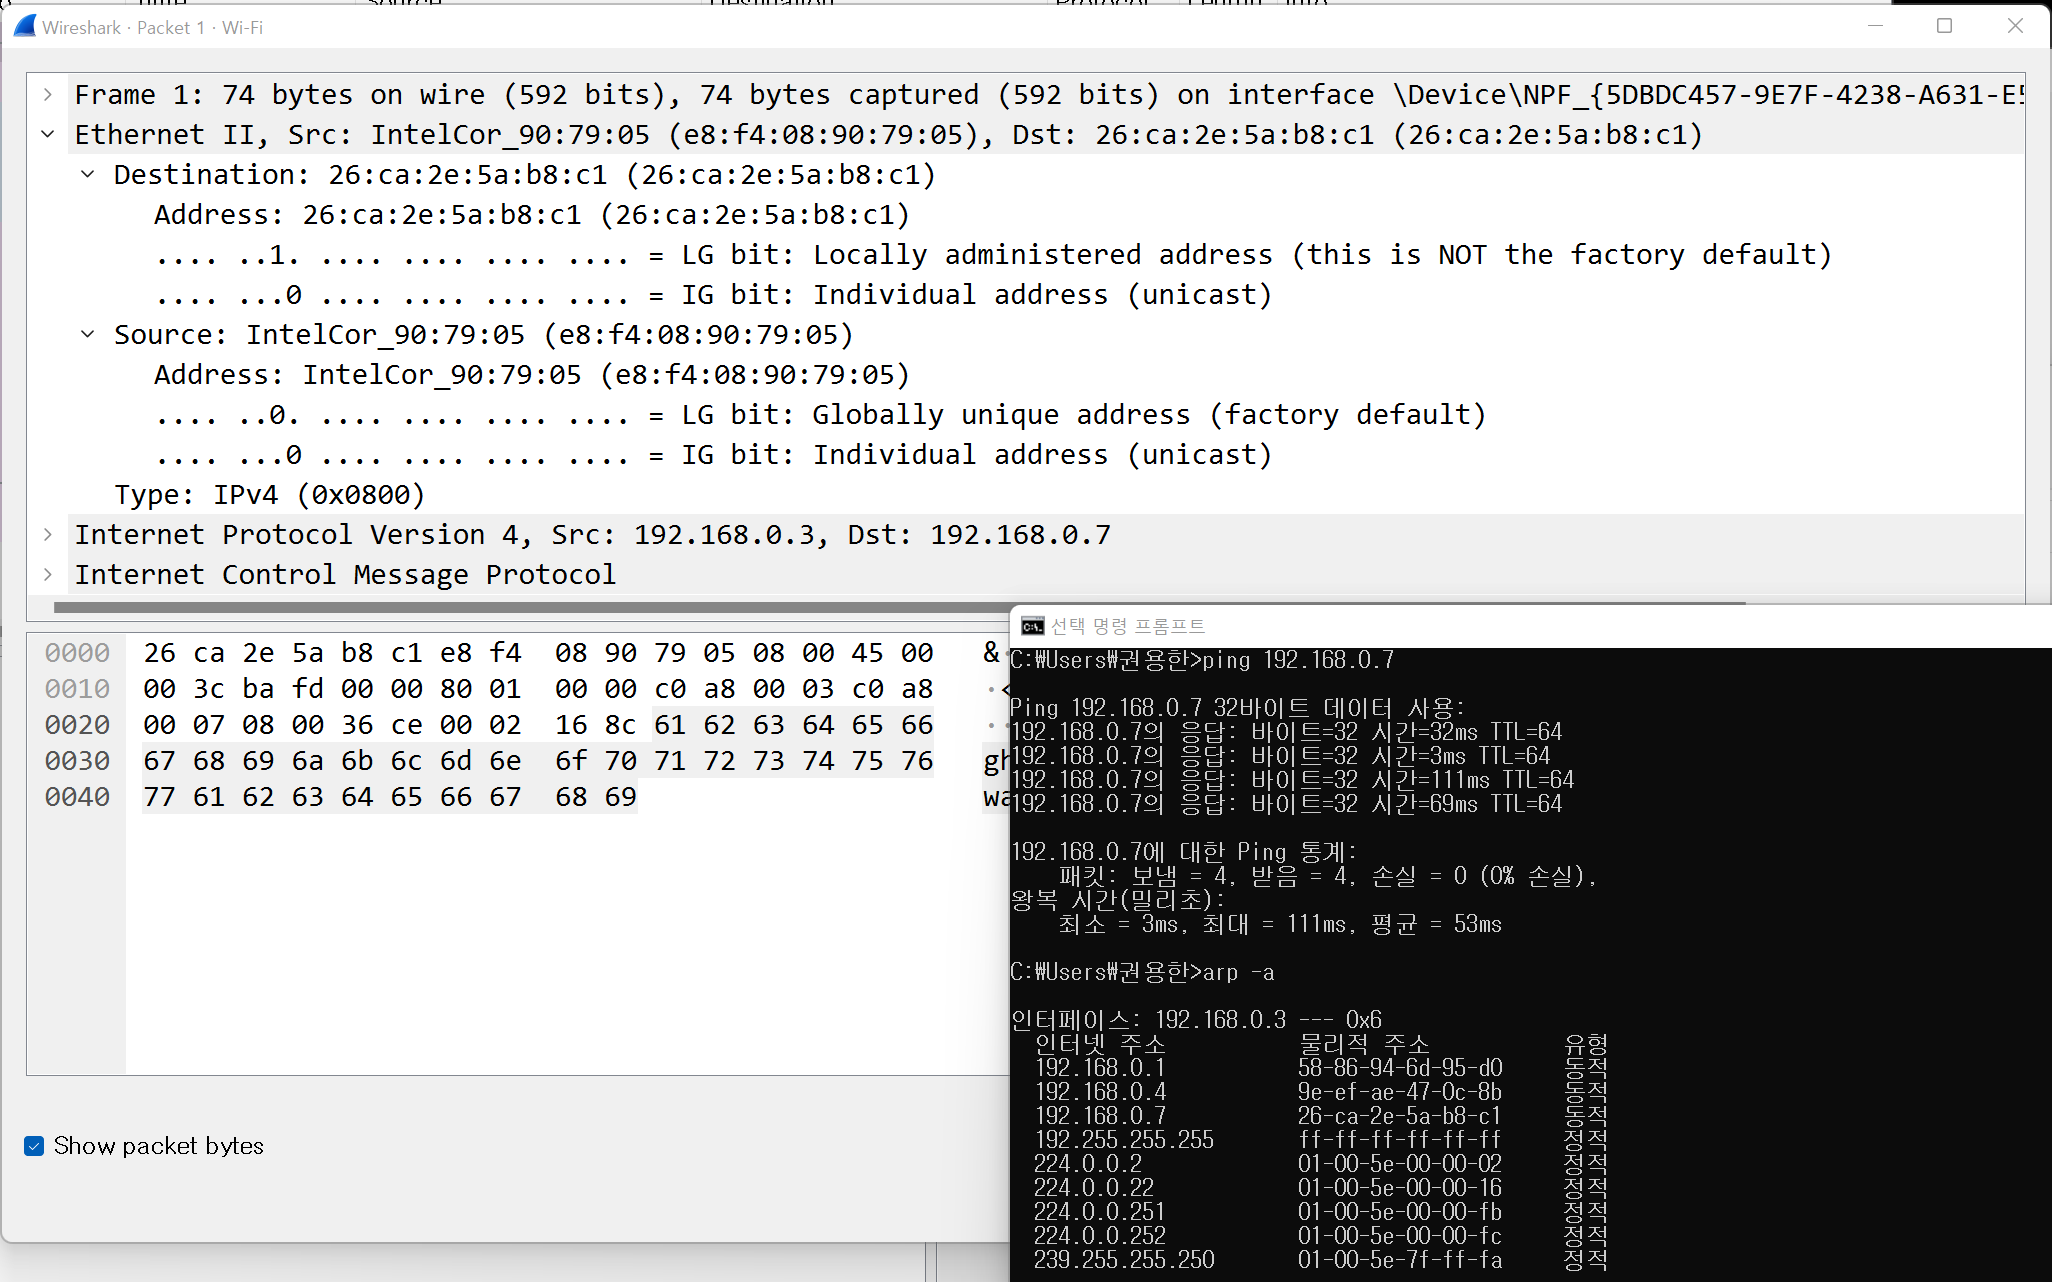 Wireshark · Packet 1 · Wi-Fi
Frame 1: 74 bytes on wire (592 bits), 74 bytes captured (592 bits) on interface \Device\NPF_{5DBDC457-9E7F-4238-A631-E5
Ethernet II, Src: IntelCor_90:79:05 (e8:f4:08:90:79:05), Dst: 26:ca:2e:5a:b8:c1 (26:ca:2e:5a:b8:c1)
Destination: 26:ca:2e:5a:b8:c1 (26:ca:2e:5a:b8:c1)
Address: 26:ca:2e:5a:b8:c1 (26:ca:2e:5a:b8:c1)
.... ..1. .... .... .... .... = LG bit: Locally administered address (this is NOT the factory default)
.... ...0 .... .... .... .... = IG bit: Individual address (unicast)
Source: IntelCor_90:79:05 (e8:f4:08:90:79:05)
Address: IntelCor_90:79:05 (e8:f4:08:90:79:05)
.... ..0. .... .... .... .... = LG bit: Globally unique address (factory default)
.... ...0 .... .... .... .... = IG bit: Individual address (unicast)
Type: IPv4 (0x0800)
Internet Protocol Version 4, Src: 192.168.0.3, Dst: 192.168.0.7
Internet Control Message Protocol
0000 26 ca 2e 5a b8 c1 e8 f4 08 90 79 05 08 00 45 00 &·
0010 00 3c ba fd 00 00 80 01 00 00 c0 a8 00 03 c0 a8 ·<
0020 00 07 08 00 36 ce 00 02 16 8c 61 62 63 64 65 66 ··
0030 67 68 69 6a 6b 6c 6d 6e 6f 70 71 72 73 74 75 76 gh
0040 77 61 62 63 64 65 66 67 68 69 wa
Show packet bytes
선택 명령 프롬프트
C:₩Users₩권용한>ping 192.168.0.7
Ping 192.168.0.7 32바이트 데이터 사용:
192.168.0.7의 응답: 바이트=32 시간=32ms TTL=64
192.168.0.7의 응답: 바이트=32 시간=3ms TTL=64
192.168.0.7의 응답: 바이트=32 시간=111ms TTL=64
192.168.0.7의 응답: 바이트=32 시간=69ms TTL=64
192.168.0.7에 대한 Ping 통계:
패킷: 보냄 = 4, 받음 = 4, 손실 = 0 (0% 손실),
왕복 시간(밀리초):
최소 = 3ms, 최대 = 111ms, 평균 = 53ms
C:₩Users₩권용한>arp -a
인터페이스: 192.168.0.3 --- 0x6
인터넷 주소 물리적 주소 유형
192.168.0.1 58-86-94-6d-95-d0 동적
192.168.0.4 9e-ef-ae-47-0c-8b 동적
192.168.0.7 26-ca-2e-5a-b8-c1 동적
192.255.255.255 ff-ff-ff-ff-ff-ff 정적
224.0.0.2 01-00-5e-00-00-02 정적
224.0.0.22 01-00-5e-00-00-16 정적
224.0.0.251 01-00-5e-00-00-fb 정적
224.0.0.252 01-00-5e-00-00-fc 정적
239.255.255.250 01-00-5e-7f-ff-fa 정적